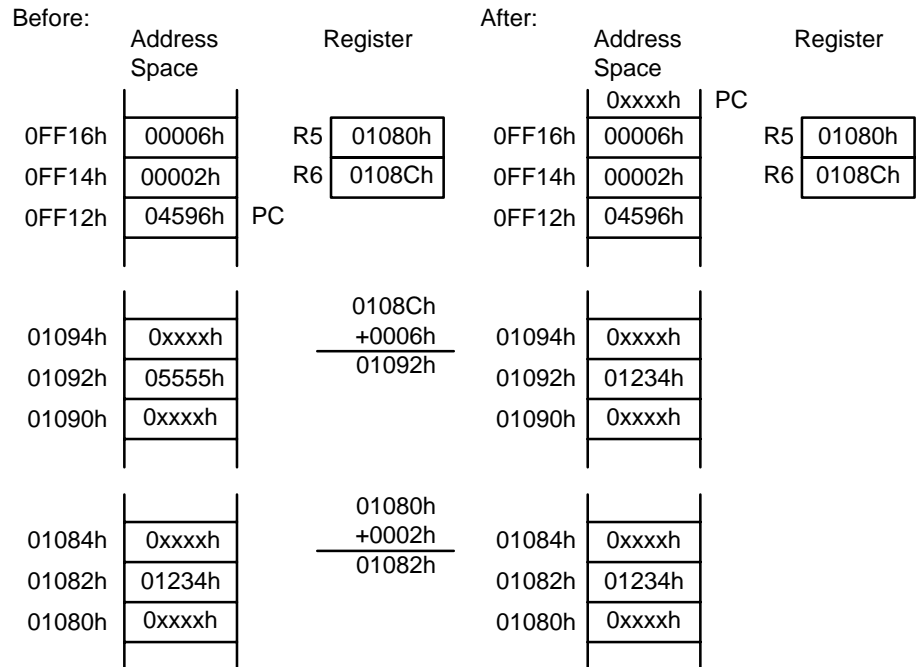 Before:
After:
Address Space
Register
Address Space
Register
0xxxxh PC
0FF16h 00006h R5 01080h 0FF16h 00006h R5 01080h
0FF14h 00002h R6 0108Ch 0FF14h 00002h R6 0108Ch
0FF12h 04596h PC 0FF12h 04596h
0108Ch
01094h 0xxxxh +0006h 01094h 0xxxxh
01092h 05555h 01092h 01092h 01234h
01090h 0xxxxh 01090h 0xxxxh
01080h
01084h 0xxxxh +0002h 01084h 0xxxxh
01082h 01234h 01082h 01082h 01234h
01080h 0xxxxh 01080h 0xxxxh